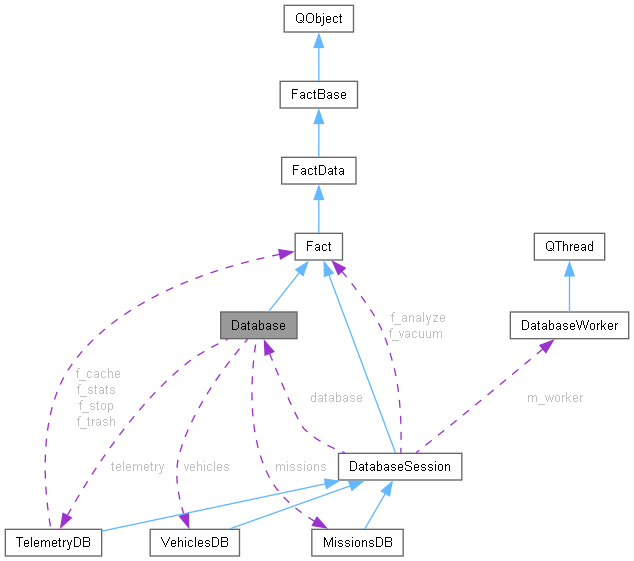 QObject
FactBase
FactData
Fact
QThread
Database
DatabaseWorker
f_analyze
f_vacuum
f_cache
f_stats
f_stop
f_trash
database
m_worker
telemetry
vehicles
missions
DatabaseSession
TelemetryDB
VehiclesDB
MissionsDB